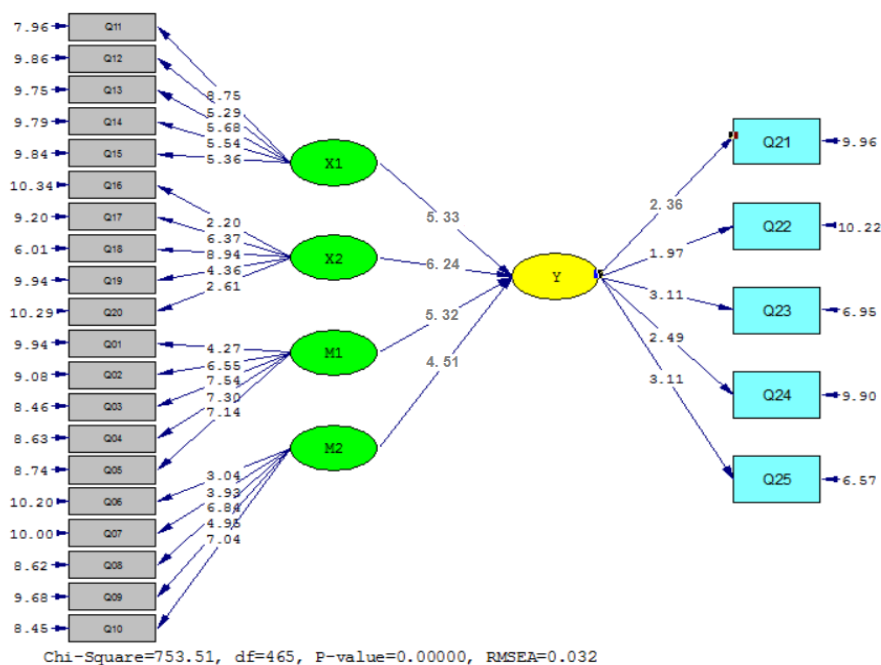 7.96 Q11
9.86 Q12
9.75 Q13
9.79 Q14
9.84 Q15
10.34 Q16
9.20 Q17
6.01 Q18
9.94 Q19
10.29 Q20
9.94 Q01
9.08 Q02
8.46 Q03
8.63 Q04
8.74 Q05
10.20 Q06
10.00 Q07
8.62 Q08
9.68 Q09
8.45 Q10
8.75
5.29
5.68
5.54
5.36
2.20
6.37
8.94
4.36
2.61
4.27
6.55
7.54
7.30
7.14
3.04
3.93
6.84
4.95
7.04
X1
X2
M1
M2
5.33
6.24
5.32
4.51
Y
2.36
1.97
3.11
2.49
3.11
Q21 9.96
Q22 10.22
Q23 6.95
Q24 9.90
Q25 6.57
Chi-Square=753.51, df=465, P-value=0.00000, RMSEA=0.032